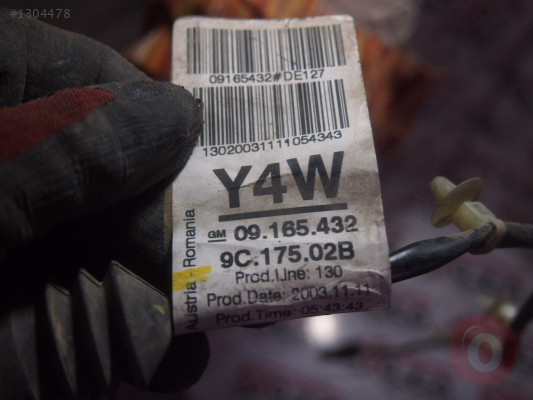 #1304478
09165432#DE127
13020031111054343
Y4W
GM 09.165.432
9C.175.02B
Prod.Line: 130
Prod.Date: 2003.11.11
Prod.Time: 05:43:43
Austria - Romania